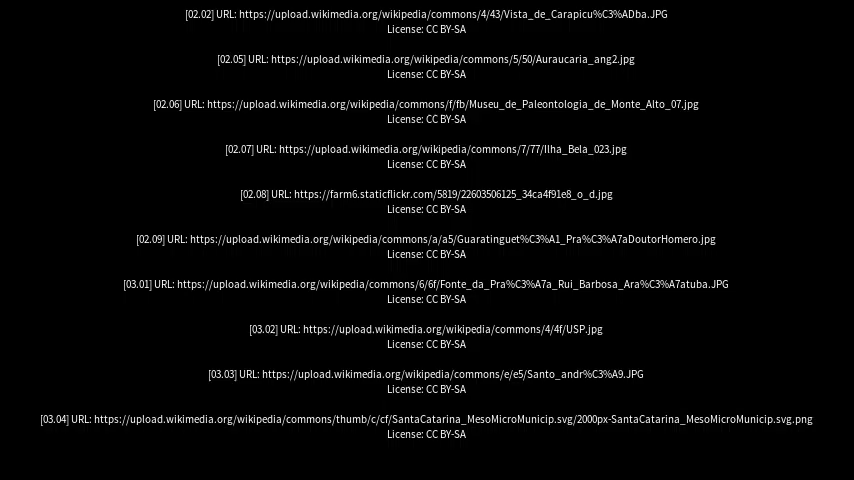 [02.02] URL: https://upload.wikimedia.org/wikipedia/commons/4/43/Vista_de_Carapicu%C3%ADba.JPG
License: CC BY-SA
[02.05] URL: https://upload.wikimedia.org/wikipedia/commons/5/50/Auraucaria_ang2.jpg
License: CC BY-SA
[02.06] URL: https://upload.wikimedia.org/wikipedia/commons/f/fb/Museu_de_Paleontologia_de_Monte_Alto_07.jpg
License: CC BY-SA
[02.07] URL: https://upload.wikimedia.org/wikipedia/commons/7/77/Ilha_Bela_023.jpg
License: CC BY-SA
[02.08] URL: https://farm6.staticflickr.com/5819/22603506125_34ca4f91e8_o_d.jpg
License: CC BY-SA
[02.09] URL: https://upload.wikimedia.org/wikipedia/commons/a/a5/Guaratinguet%C3%A1_Pra%C3%A7aDoutorHomero.jpg
License: CC BY-SA
[03.01] URL: https://upload.wikimedia.org/wikipedia/commons/6/6f/Fonte_da_Pra%C3%A7a_Rui_Barbosa_Ara%C3%A7atuba.JPG
License: CC BY-SA
[03.02] URL: https://upload.wikimedia.org/wikipedia/commons/4/4f/USP.jpg
License: CC BY-SA
[03.03] URL: https://upload.wikimedia.org/wikipedia/commons/e/e5/Santo_andr%C3%A9.JPG
License: CC BY-SA
[03.04] URL: https://upload.wikimedia.org/wikipedia/commons/thumb/c/cf/SantaCatarina_MesoMicroMunicip.svg/2000px-SantaCatarina_MesoMicroMunicip.svg.png
License: CC BY-SA